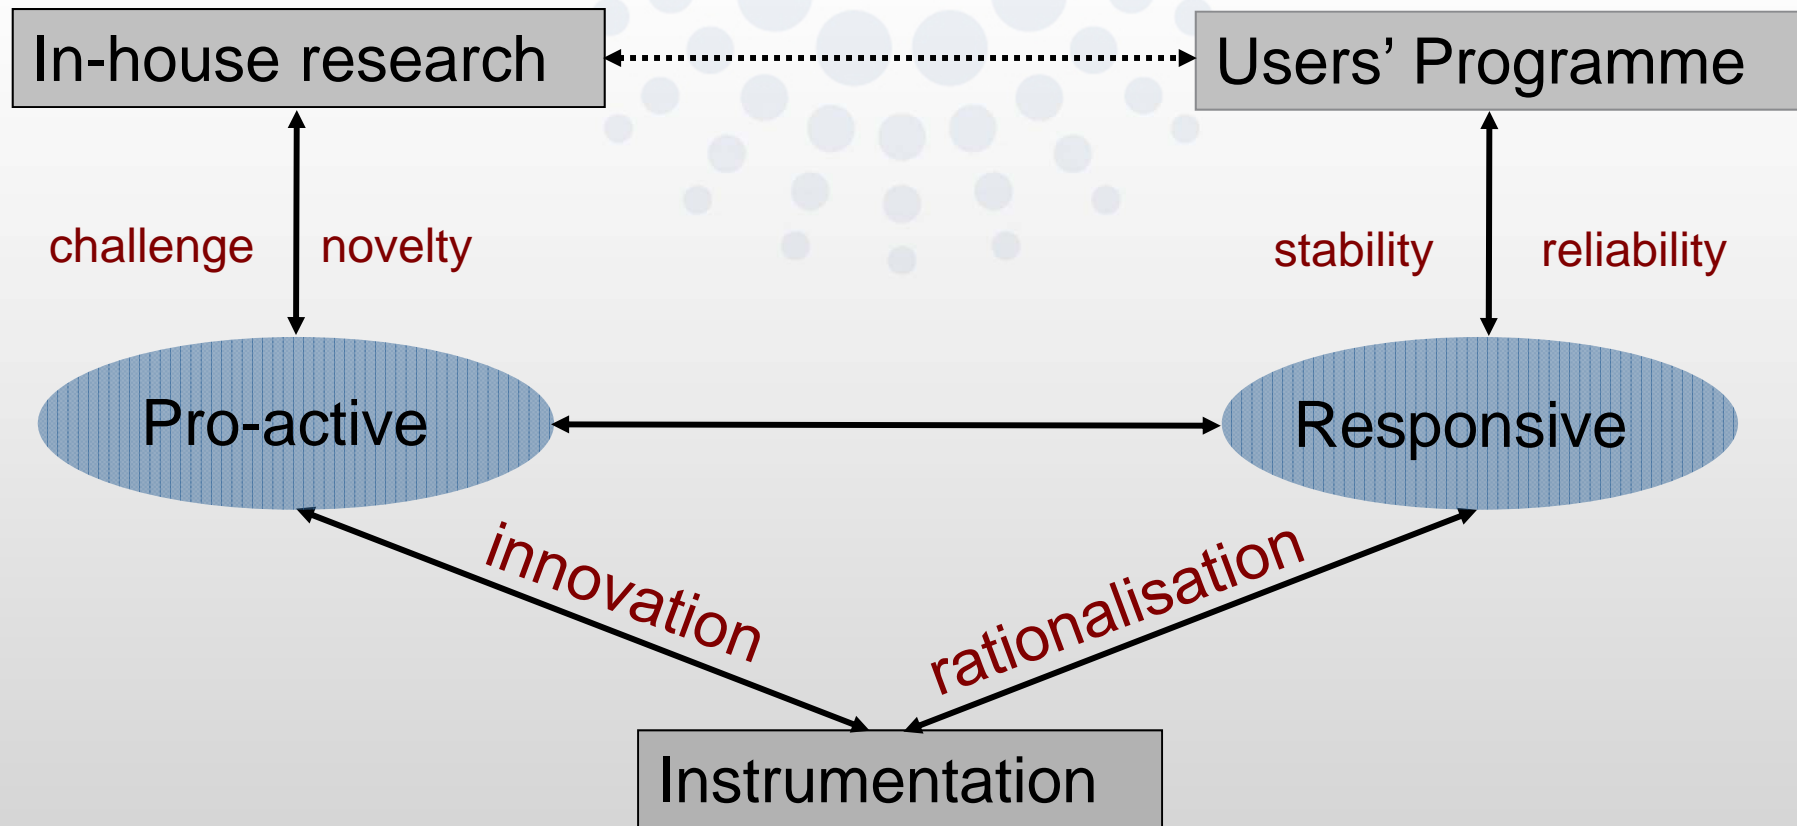 In-house research
Users’ Programme
challenge
novelty
stability
reliability
Pro-active
Responsive
innovation
rationalisation
Instrumentation